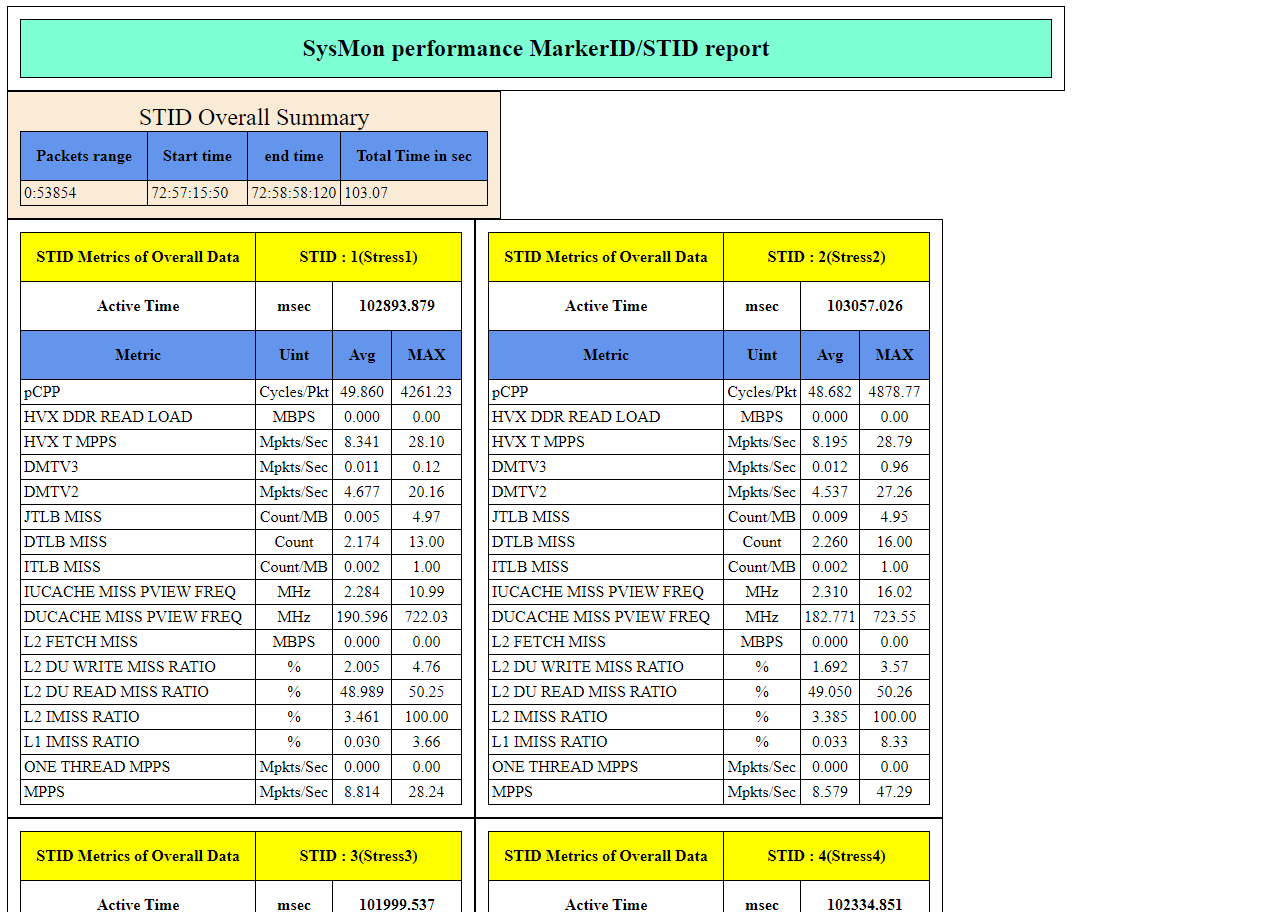 SysMon performance MarkerID/STID report
STID Overall Summary
Packets range Start time end time Total Time in sec
0:53854 72:57:15:50 72:58:58:120 103.07
STID Metrics of Overall Data STID : 1(Stress1)
Active Time msec 102893.879
Metric Uint Avg MAX
pCPP Cycles/Pkt 49.860 4261.23
HVX DDR READ LOAD MBPS 0.000 0.00
HVX T MPPS Mpkts/Sec 8.341 28.10
DMTV3 Mpkts/Sec 0.011 0.12
DMTV2 Mpkts/Sec 4.677 20.16
JTLB MISS Count/MB 0.005 4.97
DTLB MISS Count 2.174 13.00
ITLB MISS Count/MB 0.002 1.00
IUCACHE MISS PVIEW FREQ MHz 2.284 10.99
DUCACHE MISS PVIEW FREQ MHz 190.596 722.03
L2 FETCH MISS MBPS 0.000 0.00
L2 DU WRITE MISS RATIO % 2.005 4.76
L2 DU READ MISS RATIO % 48.989 50.25
L2 IMISS RATIO % 3.461 100.00
L1 IMISS RATIO % 0.030 3.66
ONE THREAD MPPS Mpkts/Sec 0.000 0.00
MPPS Mpkts/Sec 8.814 28.24
STID Metrics of Overall Data STID : 2(Stress2)
Active Time msec 103057.026
Metric Uint Avg MAX
pCPP Cycles/Pkt 48.682 4878.77
HVX DDR READ LOAD MBPS 0.000 0.00
HVX T MPPS Mpkts/Sec 8.195 28.79
DMTV3 Mpkts/Sec 0.012 0.96
DMTV2 Mpkts/Sec 4.537 27.26
JTLB MISS Count/MB 0.009 4.95
DTLB MISS Count 2.260 16.00
ITLB MISS Count/MB 0.002 1.00
IUCACHE MISS PVIEW FREQ MHz 2.310 16.02
DUCACHE MISS PVIEW FREQ MHz 182.771 723.55
L2 FETCH MISS MBPS 0.000 0.00
L2 DU WRITE MISS RATIO % 1.692 3.57
L2 DU READ MISS RATIO % 49.050 50.26
L2 IMISS RATIO % 3.385 100.00
L1 IMISS RATIO % 0.033 8.33
ONE THREAD MPPS Mpkts/Sec 0.000 0.00
MPPS Mpkts/Sec 8.579 47.29
STID Metrics of Overall Data STID : 3(Stress3)
Active Time msec 101999.537
STID Metrics of Overall Data STID : 4(Stress4)
Active Time msec 102334.851